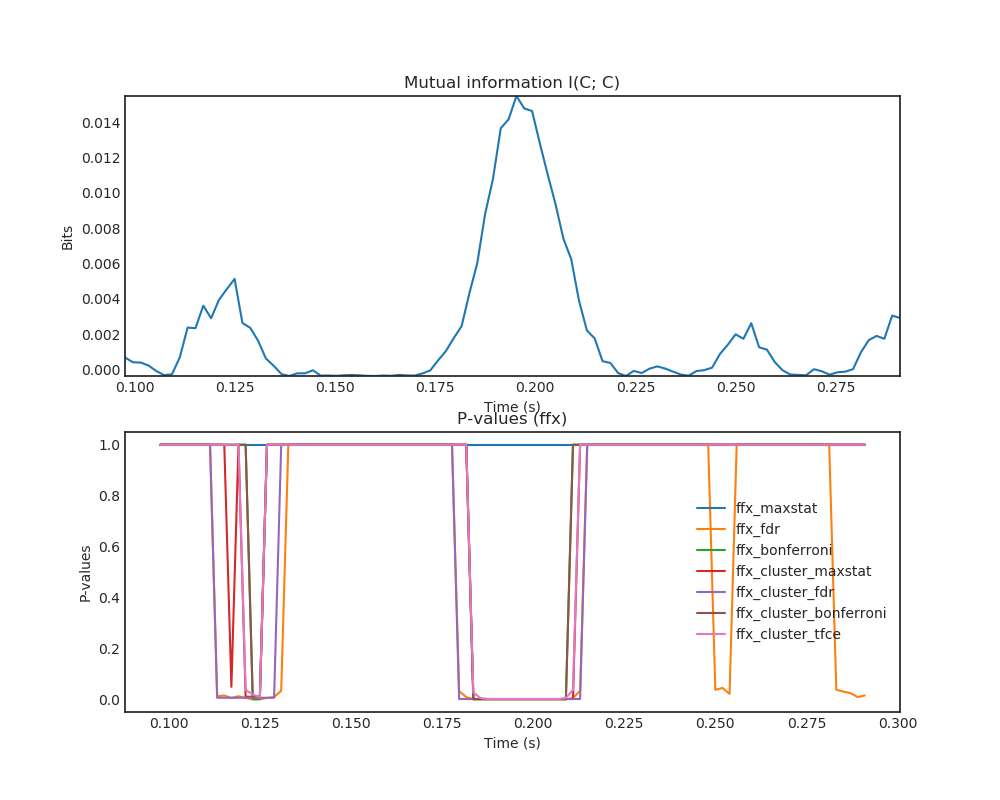 Mutual information I(C; C)
0.014
0.012
0.010
0.008
0.006
0.004
0.002
0.000
Bits
0.100 0.125 0.150 0.175 0.200 0.225 0.250 0.275
Time (s)
P-values (ffx)
1.0
0.8
0.6
0.4
0.2
0.0
P-values
ffx_maxstat
ffx_fdr
ffx_bonferroni
ffx_cluster_maxstat
ffx_cluster_fdr
ffx_cluster_bonferroni
ffx_cluster_tfce
0.100 0.125 0.150 0.175 0.200 0.225 0.250 0.275 0.300
Time (s)